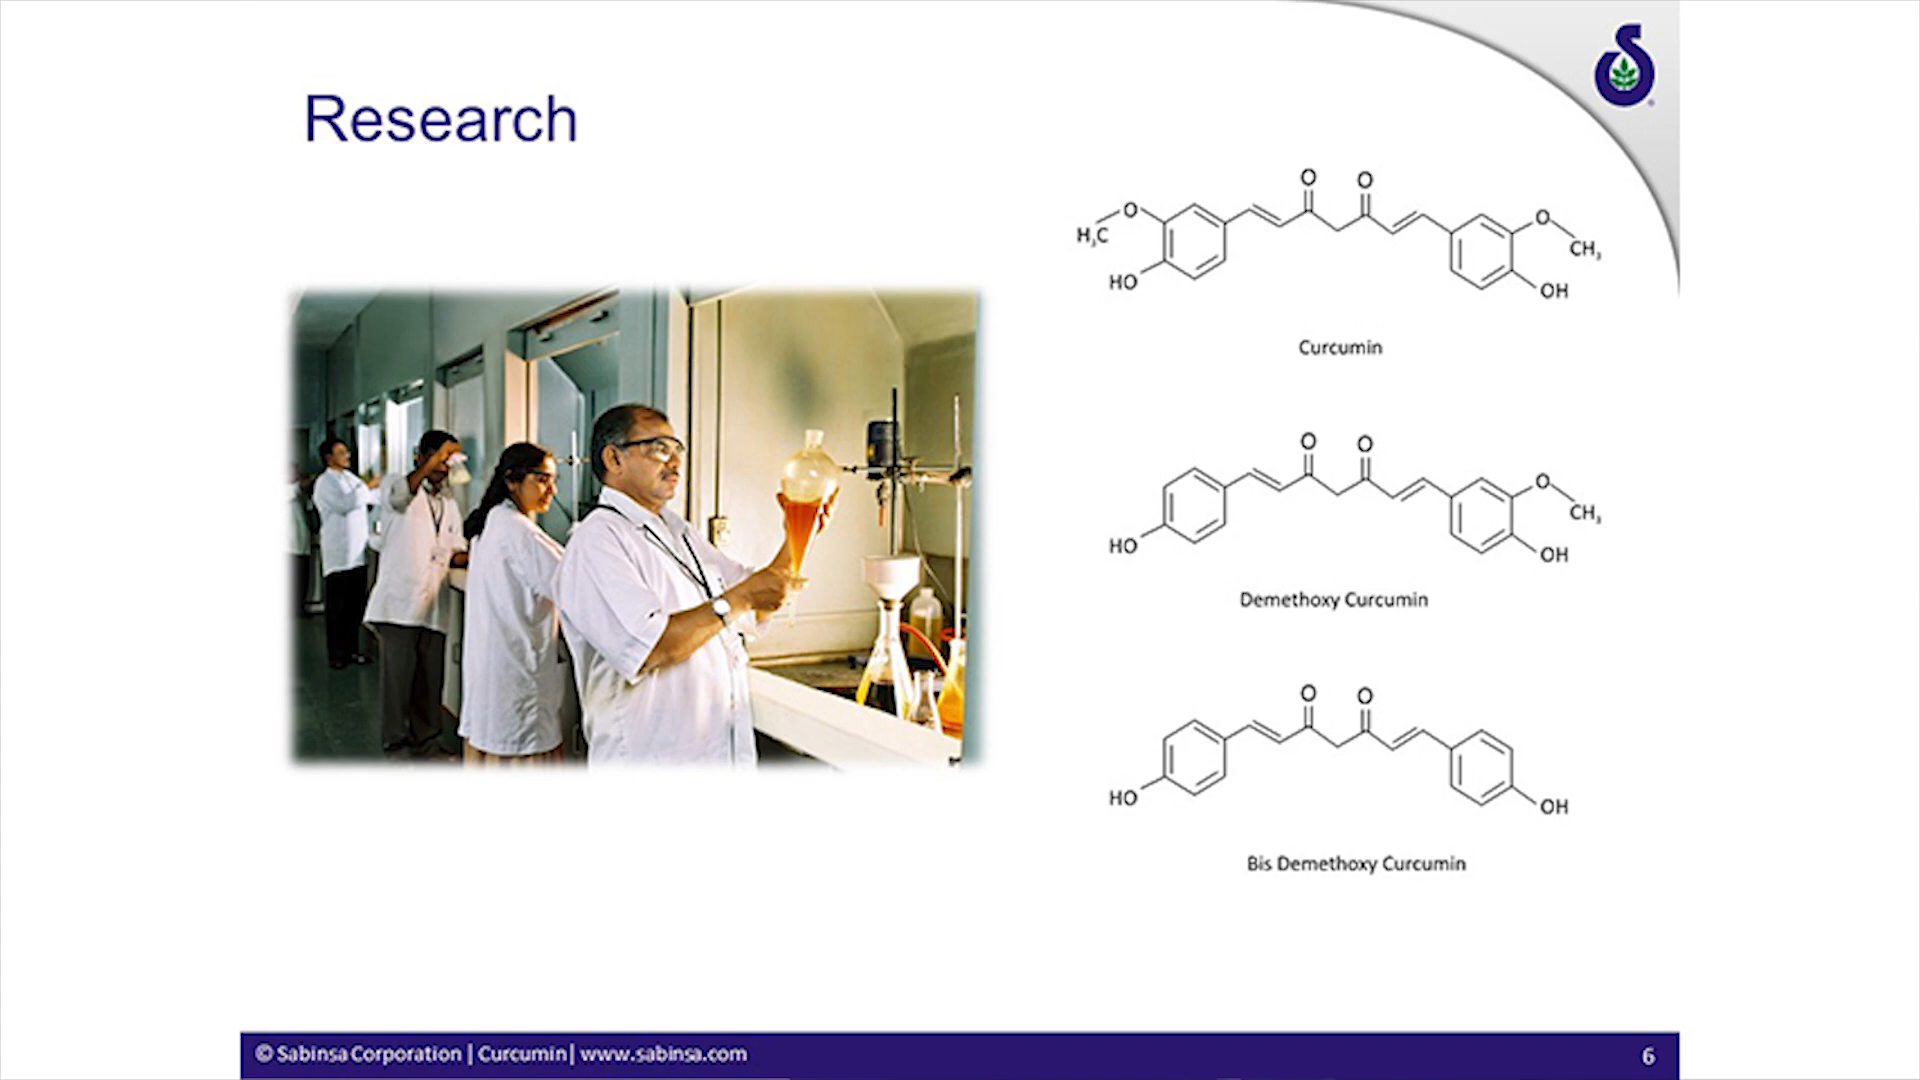 Research
O O
O O
H₃C CH₃
HO OH
Curcumin
O O
O
CH₃
HO OH
Demethoxy Curcumin
O O
HO OH
Bis Demethoxy Curcumin
© Sabinsa Corporation | Curcumin| www.sabinsa.com
6